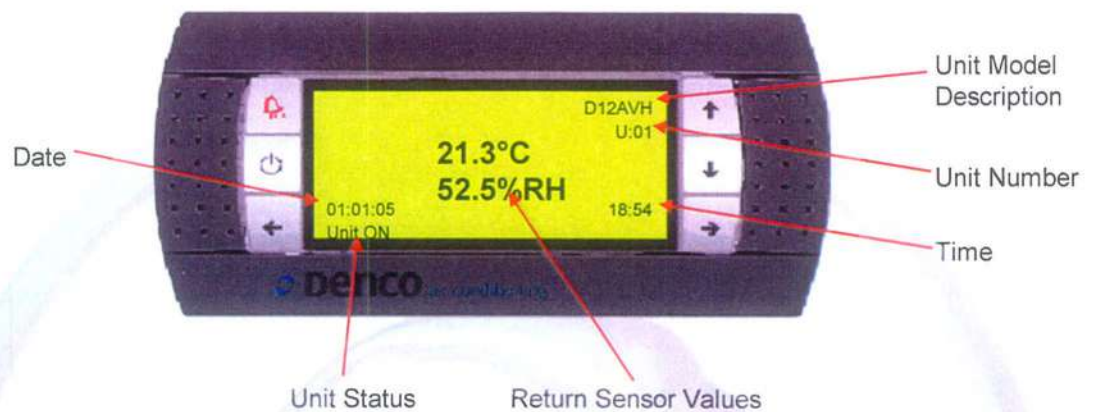 Unit Model
Description
D12AVH
U:01
21.3°C
52.5%RH
Date
Unit Number
01:01:05
18:54
Unit ON
Time
Denco
Unit Status
Return Sensor Values